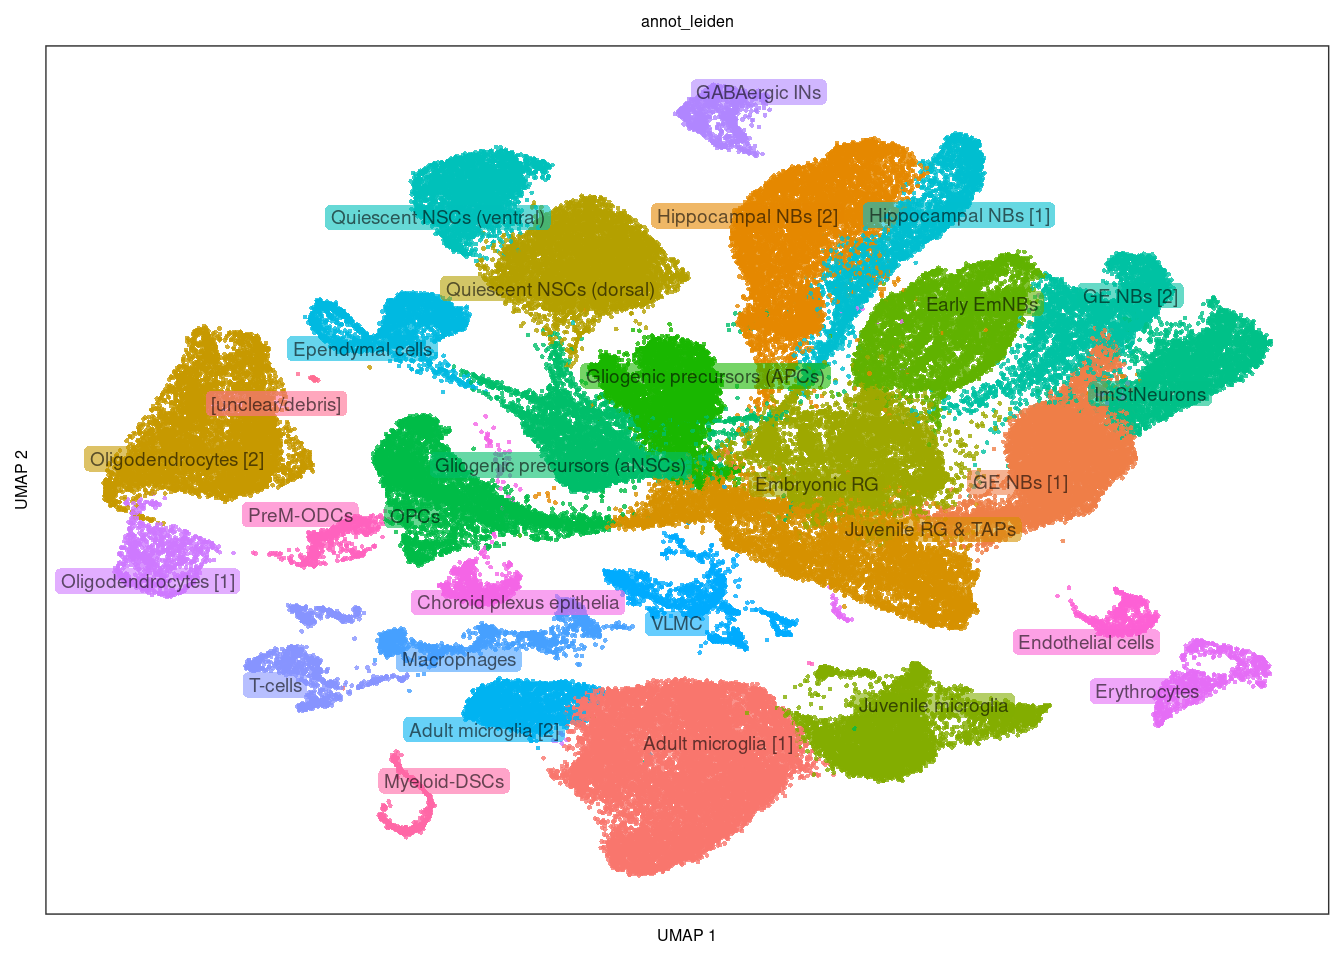 annot_leiden
GABAergic INs
Quiescent NSCs (ventral)
Hippocampal NBs [2]
Hippocampal NBs [1]
Quiescent NSCs (dorsal)
Early EmNBs
GE NBs [2]
Ependymal cells
Gliogenic precursors (APCs)
ImStNeurons
[unclear/debris]
Oligodendrocytes [2]
Gliogenic precursors (aNSCs)
Embryonic RG
GE NBs [1]
PreM-ODCs
OPCs
Juvenile RG & TAPs
Oligodendrocytes [1]
Choroid plexus epithelia
VLMC
Endothelial cells
Macrophages
T-cells
Erythrocytes
Juvenile microglia
Adult microglia [2]
Adult microglia [1]
Myeloid-DSCs
UMAP 1
UMAP 2